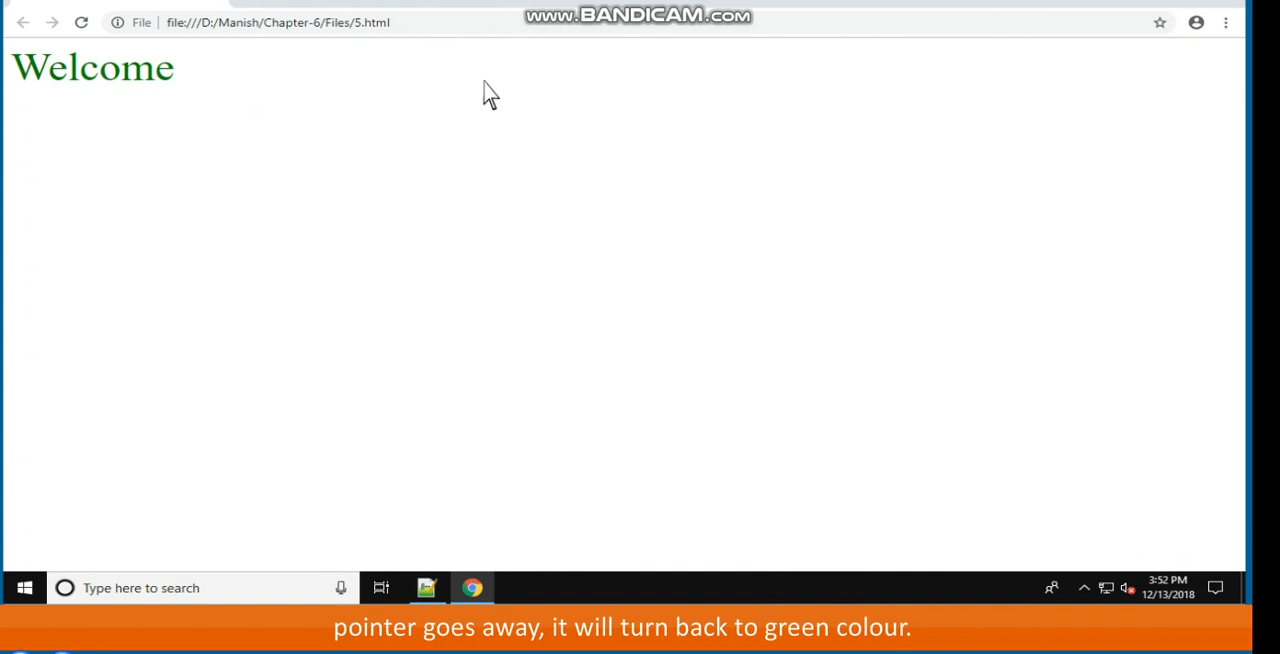 www.BANDICAM.com
File file:///D:/Manish/Chapter-6/Files/5.html
Welcome
Type here to search
3:52 PM
12/13/2018
pointer goes away, it will turn back to green colour.